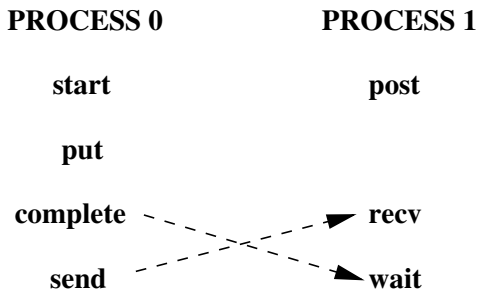 PROCESS 0 PROCESS 1
start post
put
complete recv
send wait